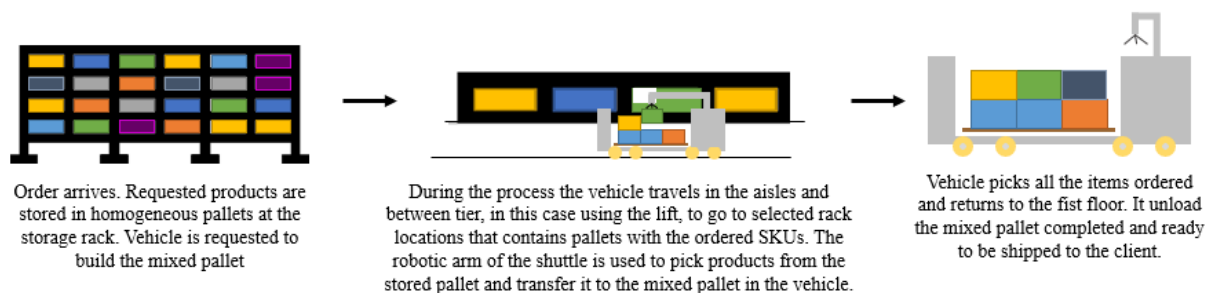 Order arrives. Requested products are
stored in homogeneous pallets at the
storage rack. Vehicle is requested to
build the mixed pallet
During the process the vehicle travels in the aisles and
between tier, in this case using the lift, to go to selected rack
locations that contains pallets with the ordered SKUs. The
robotic arm of the shuttle is used to pick products from the
stored pallet and transfer it to the mixed pallet in the vehicle.
Vehicle picks all the items ordered
and returns to the fist floor. It unload
the mixed pallet completed and ready
to be shipped to the client.